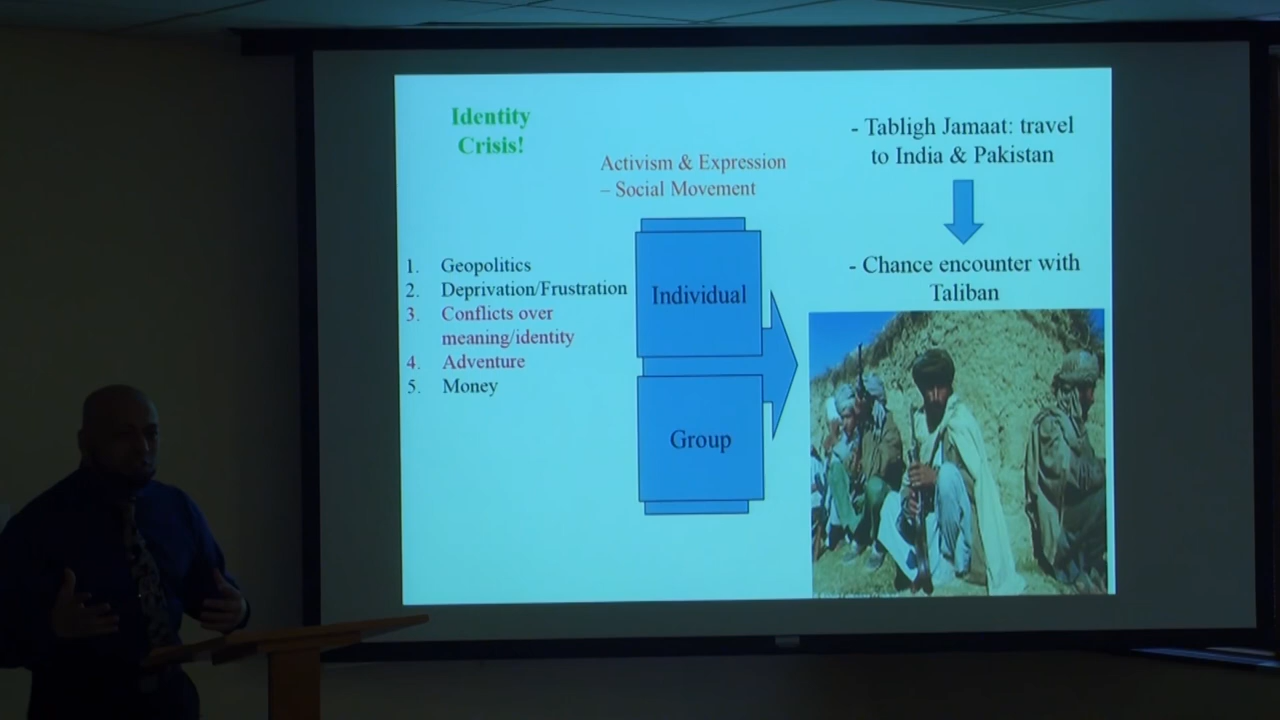 Identity
Crisis!
Activism & Expression
– Social Movement
1. Geopolitics
2. Deprivation/Frustration
3. Conflicts over
meaning/identity
4. Adventure
5. Money
Individual
Group
- Tabligh Jamaat: travel
to India & Pakistan
- Chance encounter with
Taliban